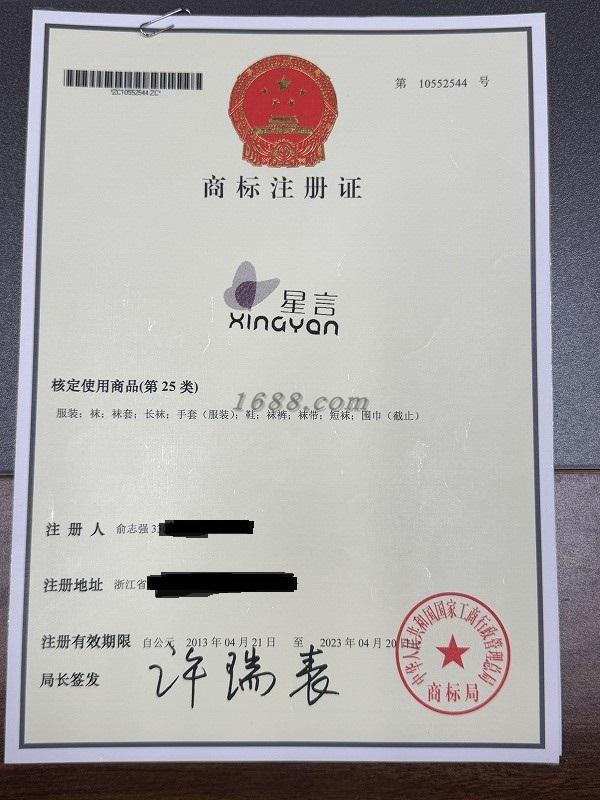 *ZC10552544ZC*
第 10552544 号
商标注册证
星言
XINGYAN
1688.com
核定使用商品(第 25 类)
服装；袜；袜套；长袜；手套（服装）；鞋；袜裤；袜带；短袜；围巾（截止）
注 册 人 俞志强 3
注册地址 浙江省
注册有效期限 自公元 2013 年 04 月 21 日 至 2023 年 04 月 20 日
局长签发 许瑞表
中华人民共和国国家工商行政管理总局
商标局